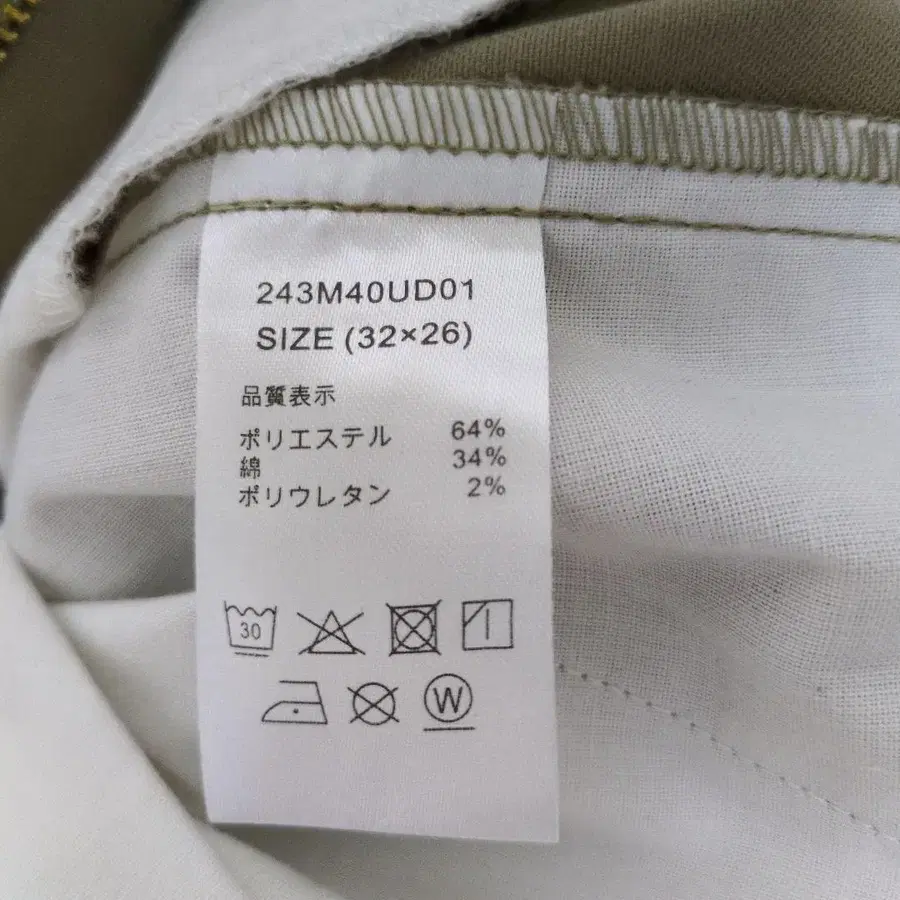 243M40UD01
SIZE (32×26)
品質表示
ポリエステル 64%
綿 34%
ポリウレタン 2%
30
W